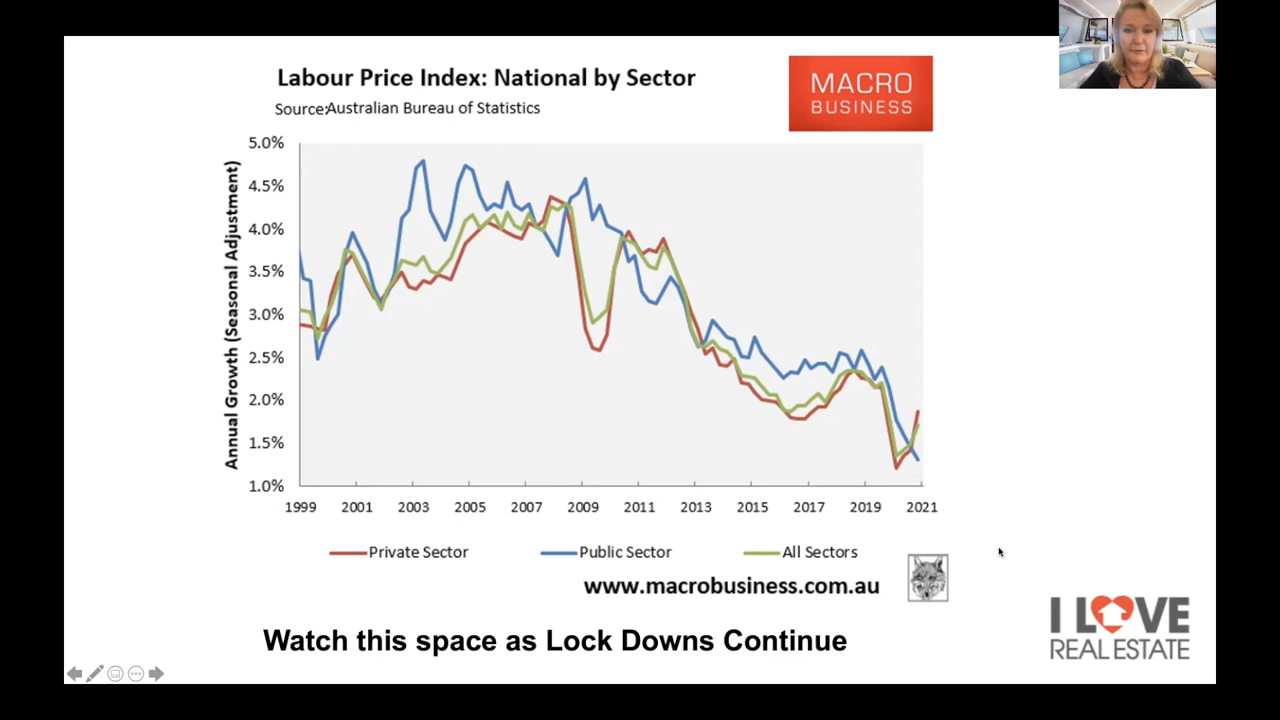 Labour Price Index: National by Sector
Source:Australian Bureau of Statistics
MACRO
BUSINESS
Annual Growth (Seasonal Adjustment)
5.0%
4.5%
4.0%
3.5%
3.0%
2.5%
2.0%
1.5%
1.0%
1999 2001 2003 2005 2007 2009 2011 2013 2015 2017 2019 2021
Private Sector Public Sector All Sectors
www.macrobusiness.com.au
Watch this space as Lock Downs Continue
I LOVE
REAL ESTATE